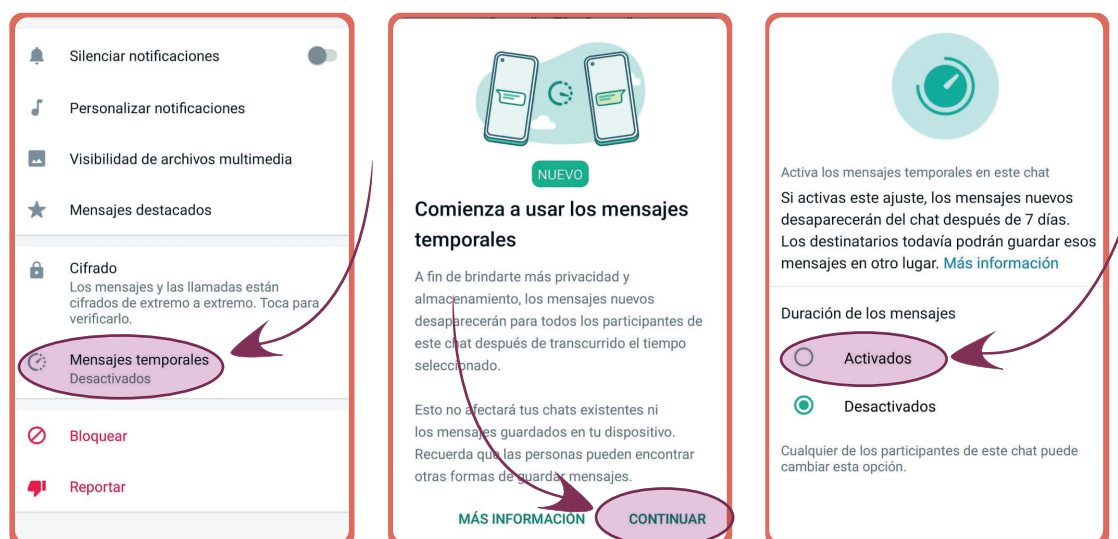 Silenciar notificaciones
Personalizar notificaciones
Visibilidad de archivos multimedia
Mensajes destacados
Cifrado
Los mensajes y las llamadas están
cifrados de extremo a extremo. Toca para
verificarlo.
Mensajes temporales
Desactivados
Bloquear
Reportar
NUEVO
Comienza a usar los mensajes
temporales
A fin de brindarte más privacidad y
almacenamiento, los mensajes nuevos
desaparecerán para todos los participantes de
este chat después de transcurrido el tiempo
seleccionado.
Esto no afectará tus chats existentes ni
los mensajes guardados en tu dispositivo.
Recuerda que las personas pueden encontrar
otras formas de guardar mensajes.
MÁS INFORMACIÓN CONTINUAR
Activa los mensajes temporales en este chat
Si activas este ajuste, los mensajes nuevos
desaparecerán del chat después de 7 días.
Los destinatarios todavía podrán guardar esos
mensajes en otro lugar. Más información
Duración de los mensajes
Activados
Desactivados
Cualquier de los participantes de este chat puede
cambiar esta opción.